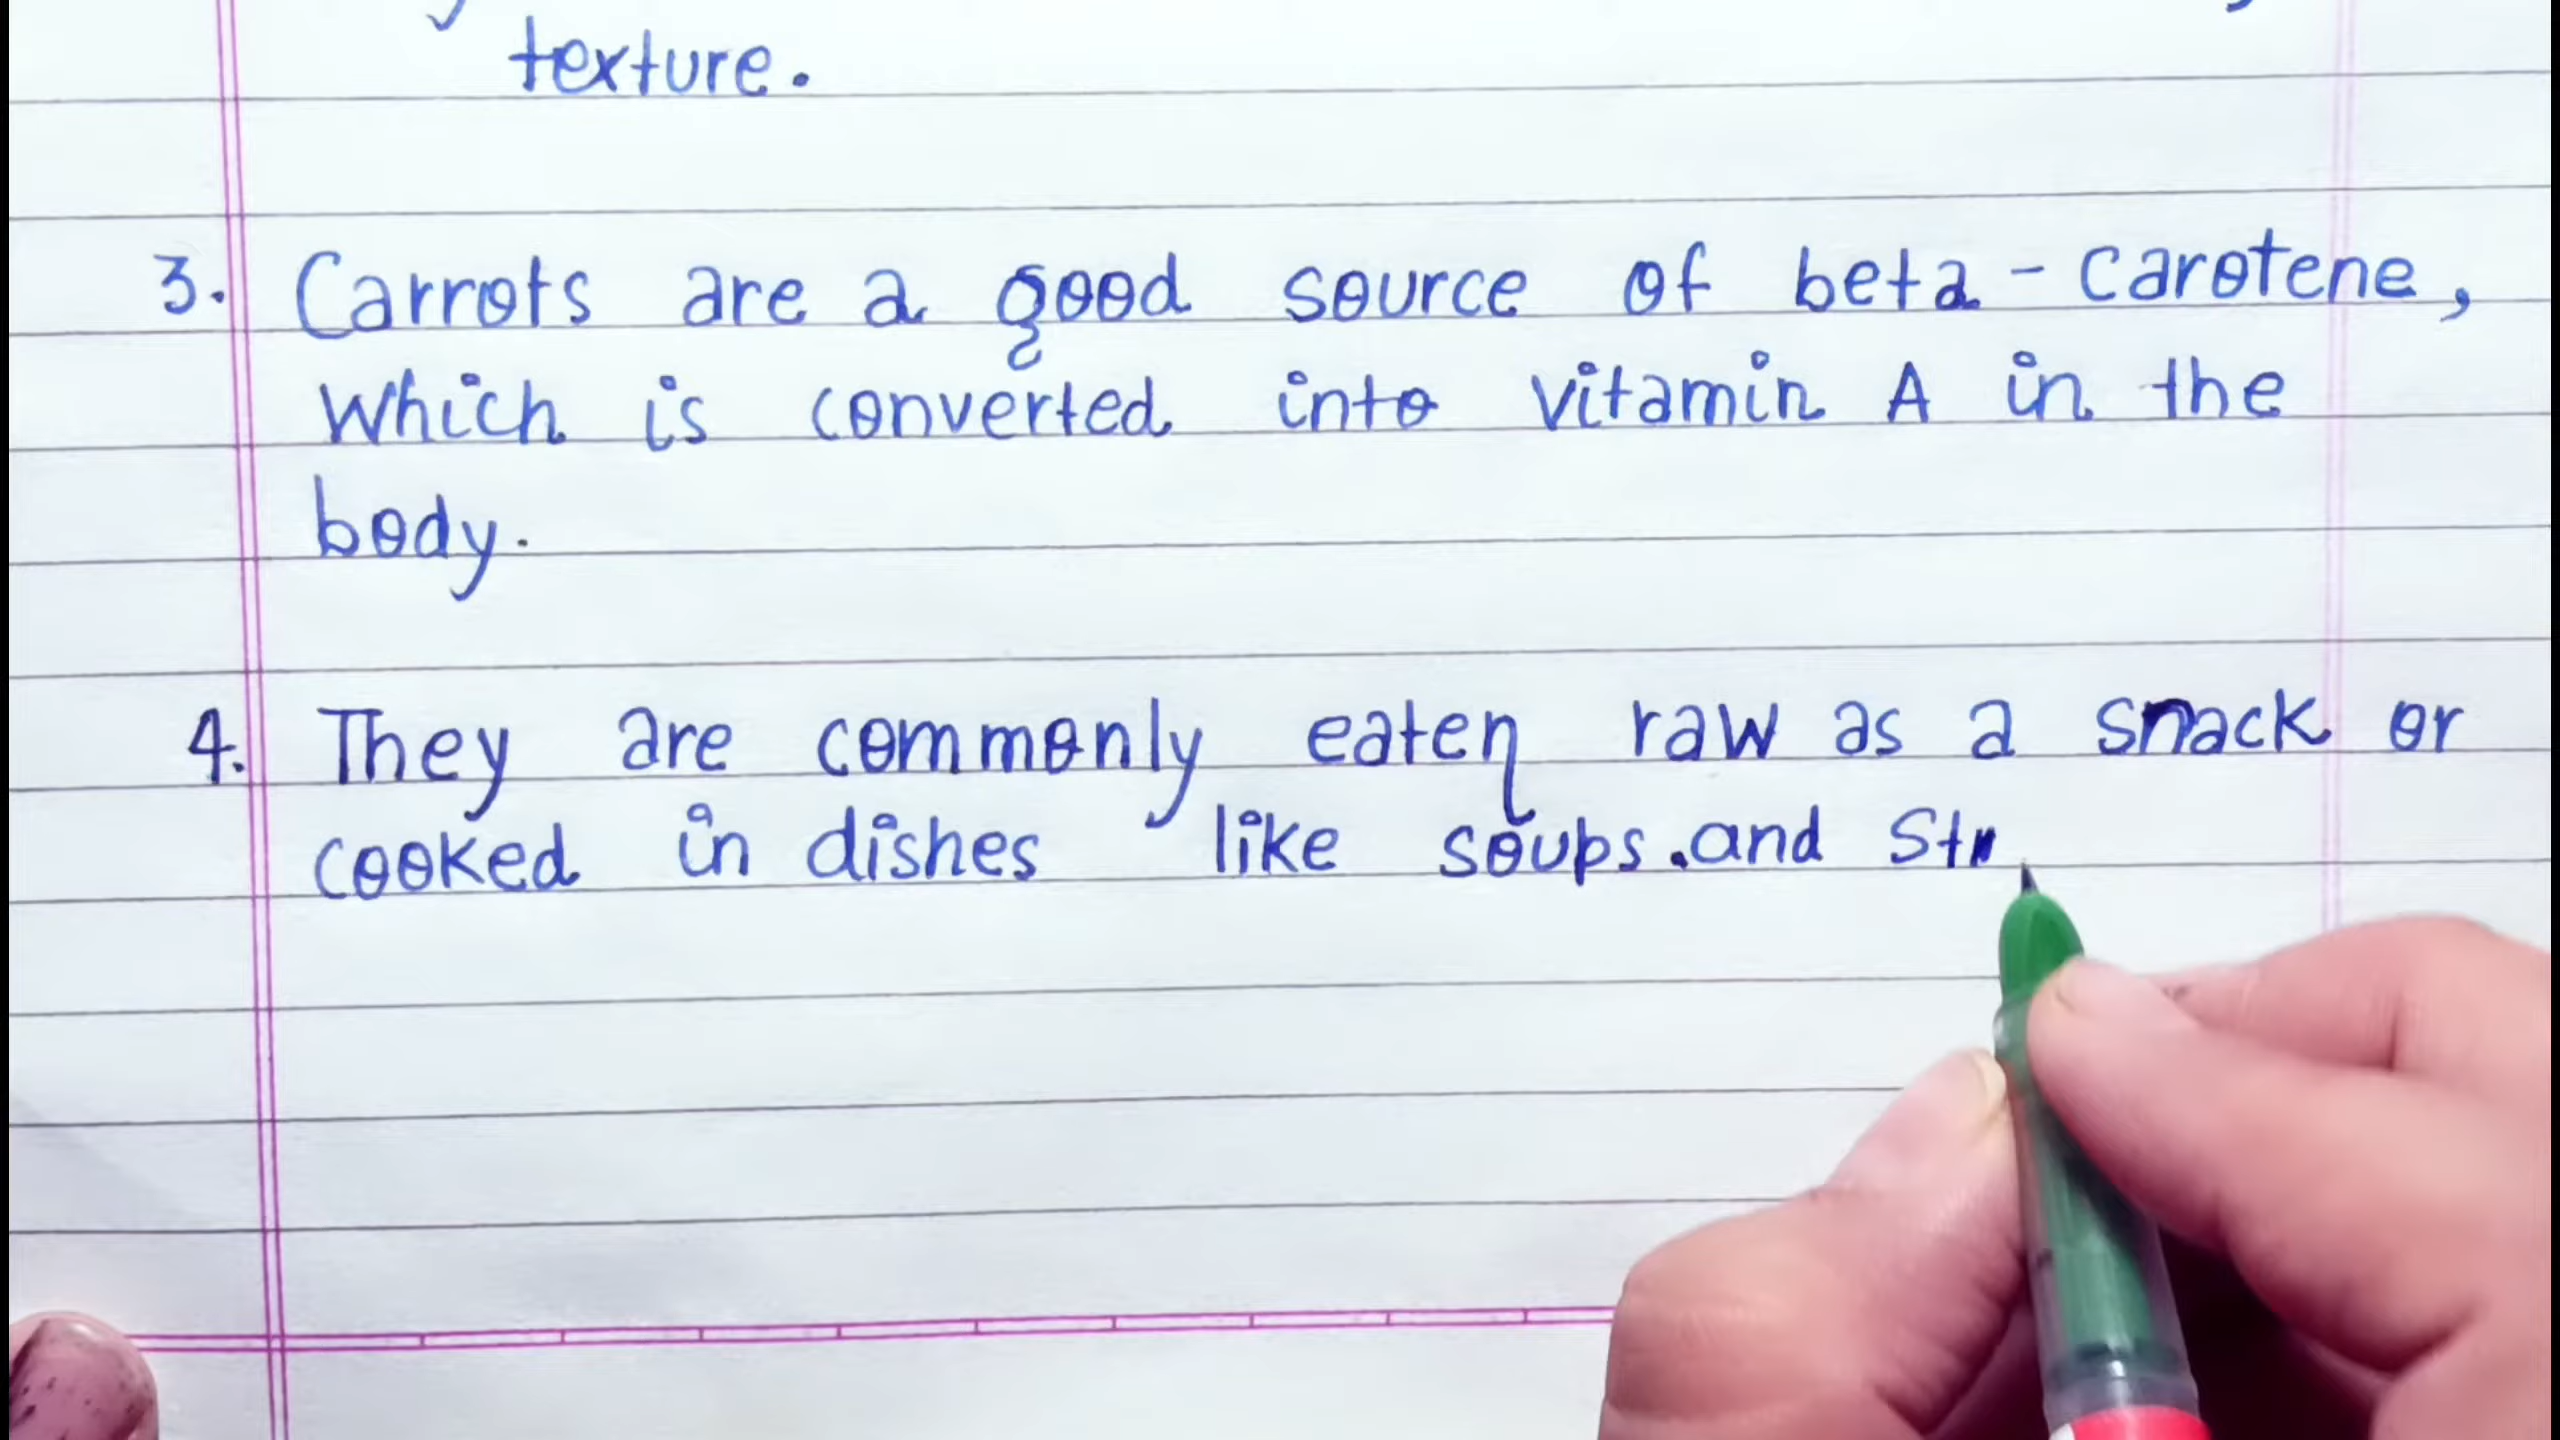 texture.
3. Carrots are a good source of beta - carotene,
which is converted into vitamin A in the
body.
4. They are commonly eaten raw as a snack or
cooked in dishes like soups .and